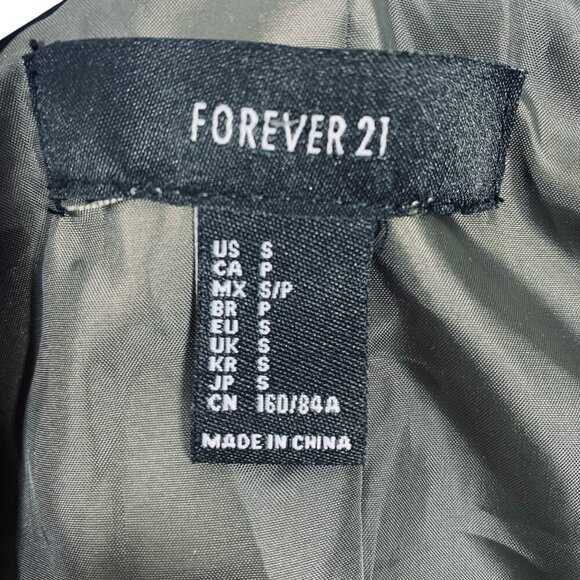 FOREVER 21
US S
CA P
MX S/P
BR P
EU S
UK S
KR S
JP S
CN 160/84A
MADE IN CHINA